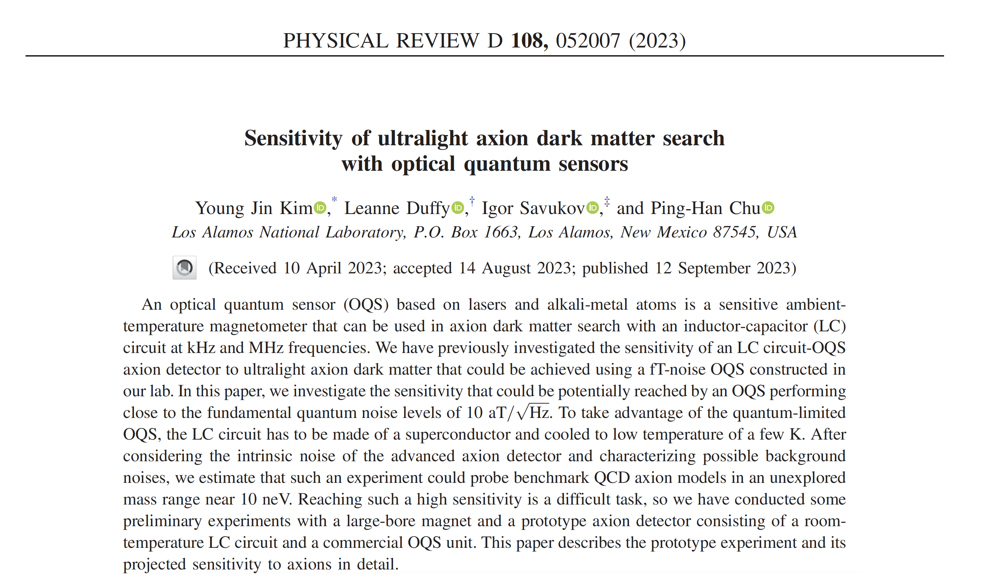 PHYSICAL REVIEW D 108, 052007 (2023)
Sensitivity of ultralight axion dark matter search
with optical quantum sensors
Young Jin Kim iD,* Leanne Duffy iD,† Igor Savukov iD,‡ and Ping-Han Chu iD
Los Alamos National Laboratory, P.O. Box 1663, Los Alamos, New Mexico 87545, USA
(Received 10 April 2023; accepted 14 August 2023; published 12 September 2023)
An optical quantum sensor (OQS) based on lasers and alkali-metal atoms is a sensitive ambient-
temperature magnetometer that can be used in axion dark matter search with an inductor-capacitor (LC)
circuit at kHz and MHz frequencies. We have previously investigated the sensitivity of an LC circuit-OQS
axion detector to ultralight axion dark matter that could be achieved using a fT-noise OQS constructed in
our lab. In this paper, we investigate the sensitivity that could be potentially reached by an OQS performing
close to the fundamental quantum noise levels of 10 aT/√Hz. To take advantage of the quantum-limited
OQS, the LC circuit has to be made of a superconductor and cooled to low temperature of a few K. After
considering the intrinsic noise of the advanced axion detector and characterizing possible background
noises, we estimate that such an experiment could probe benchmark QCD axion models in an unexplored
mass range near 10 neV. Reaching such a high sensitivity is a difficult task, so we have conducted some
preliminary experiments with a large-bore magnet and a prototype axion detector consisting of a room-
temperature LC circuit and a commercial OQS unit. This paper describes the prototype experiment and its
projected sensitivity to axions in detail.